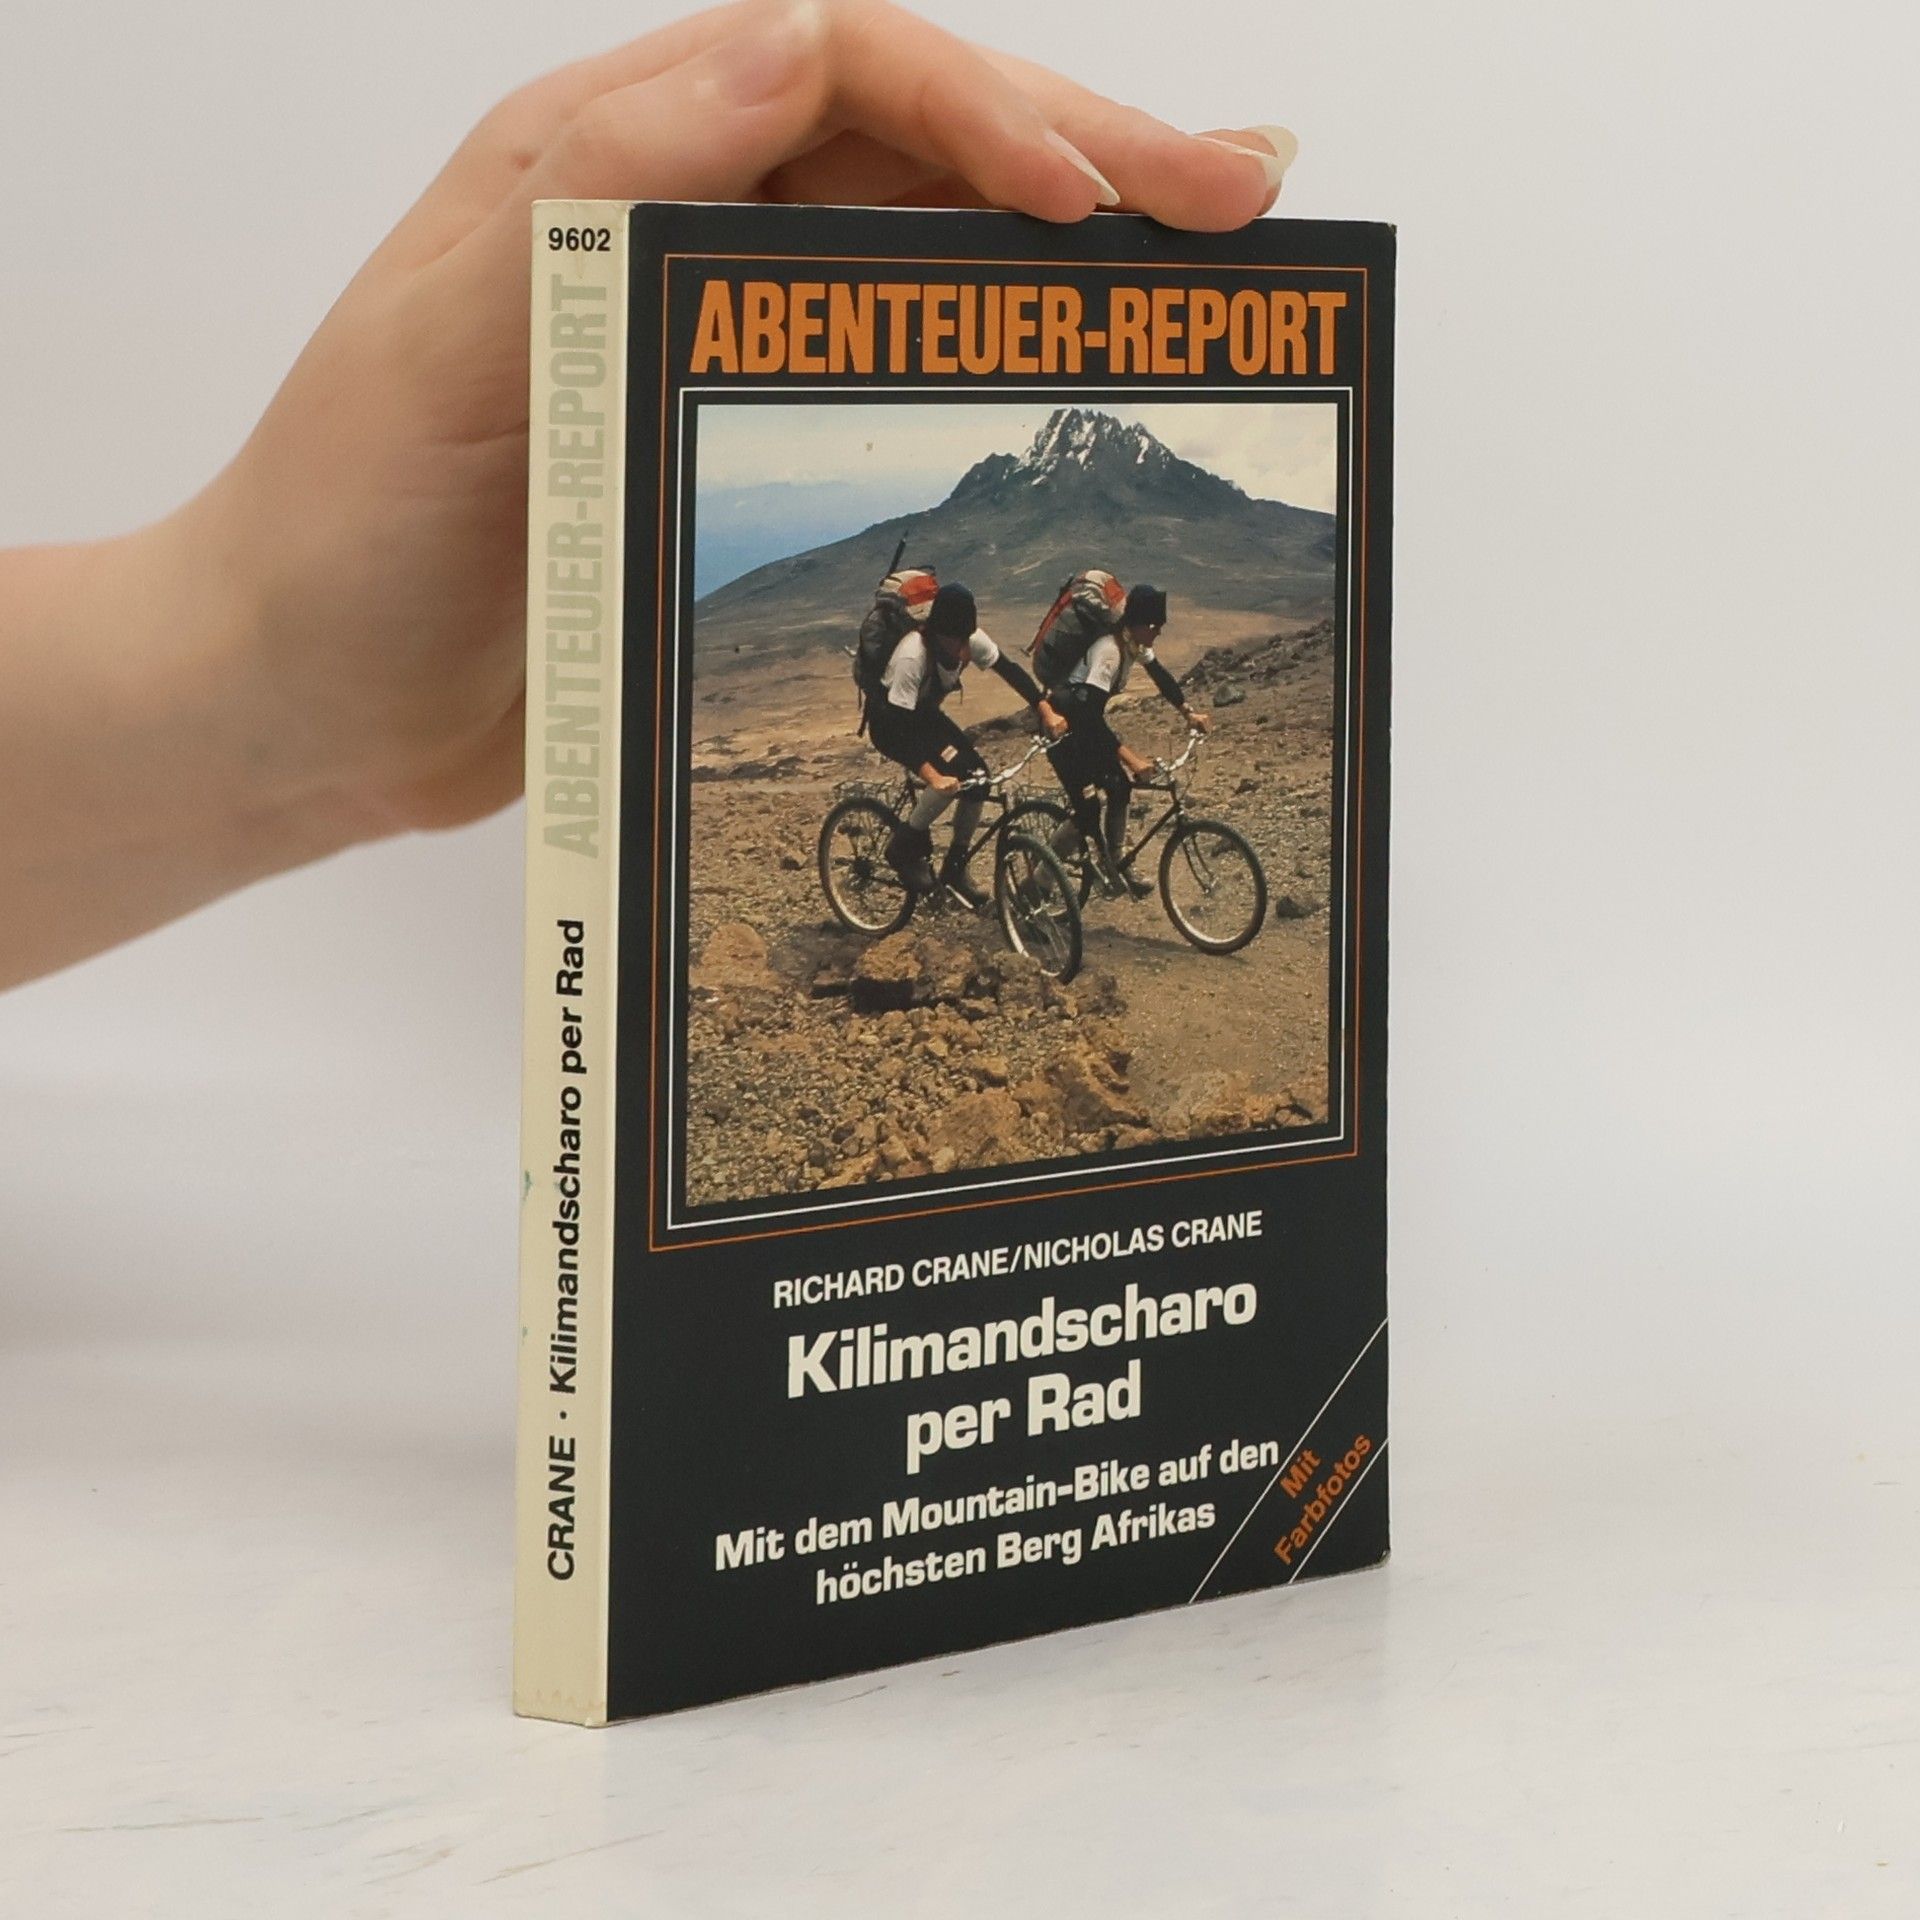 9602
ABENTEUER-REPORT
CRANE · Kilimandscharo per Rad
ABENTEUER-REPORT
RICHARD CRANE/NICHOLAS CRANE
Kilimandscharo
per Rad
Mit dem Mountain-Bike auf den
höchsten Berg Afrikas
Mit
Farbfotos